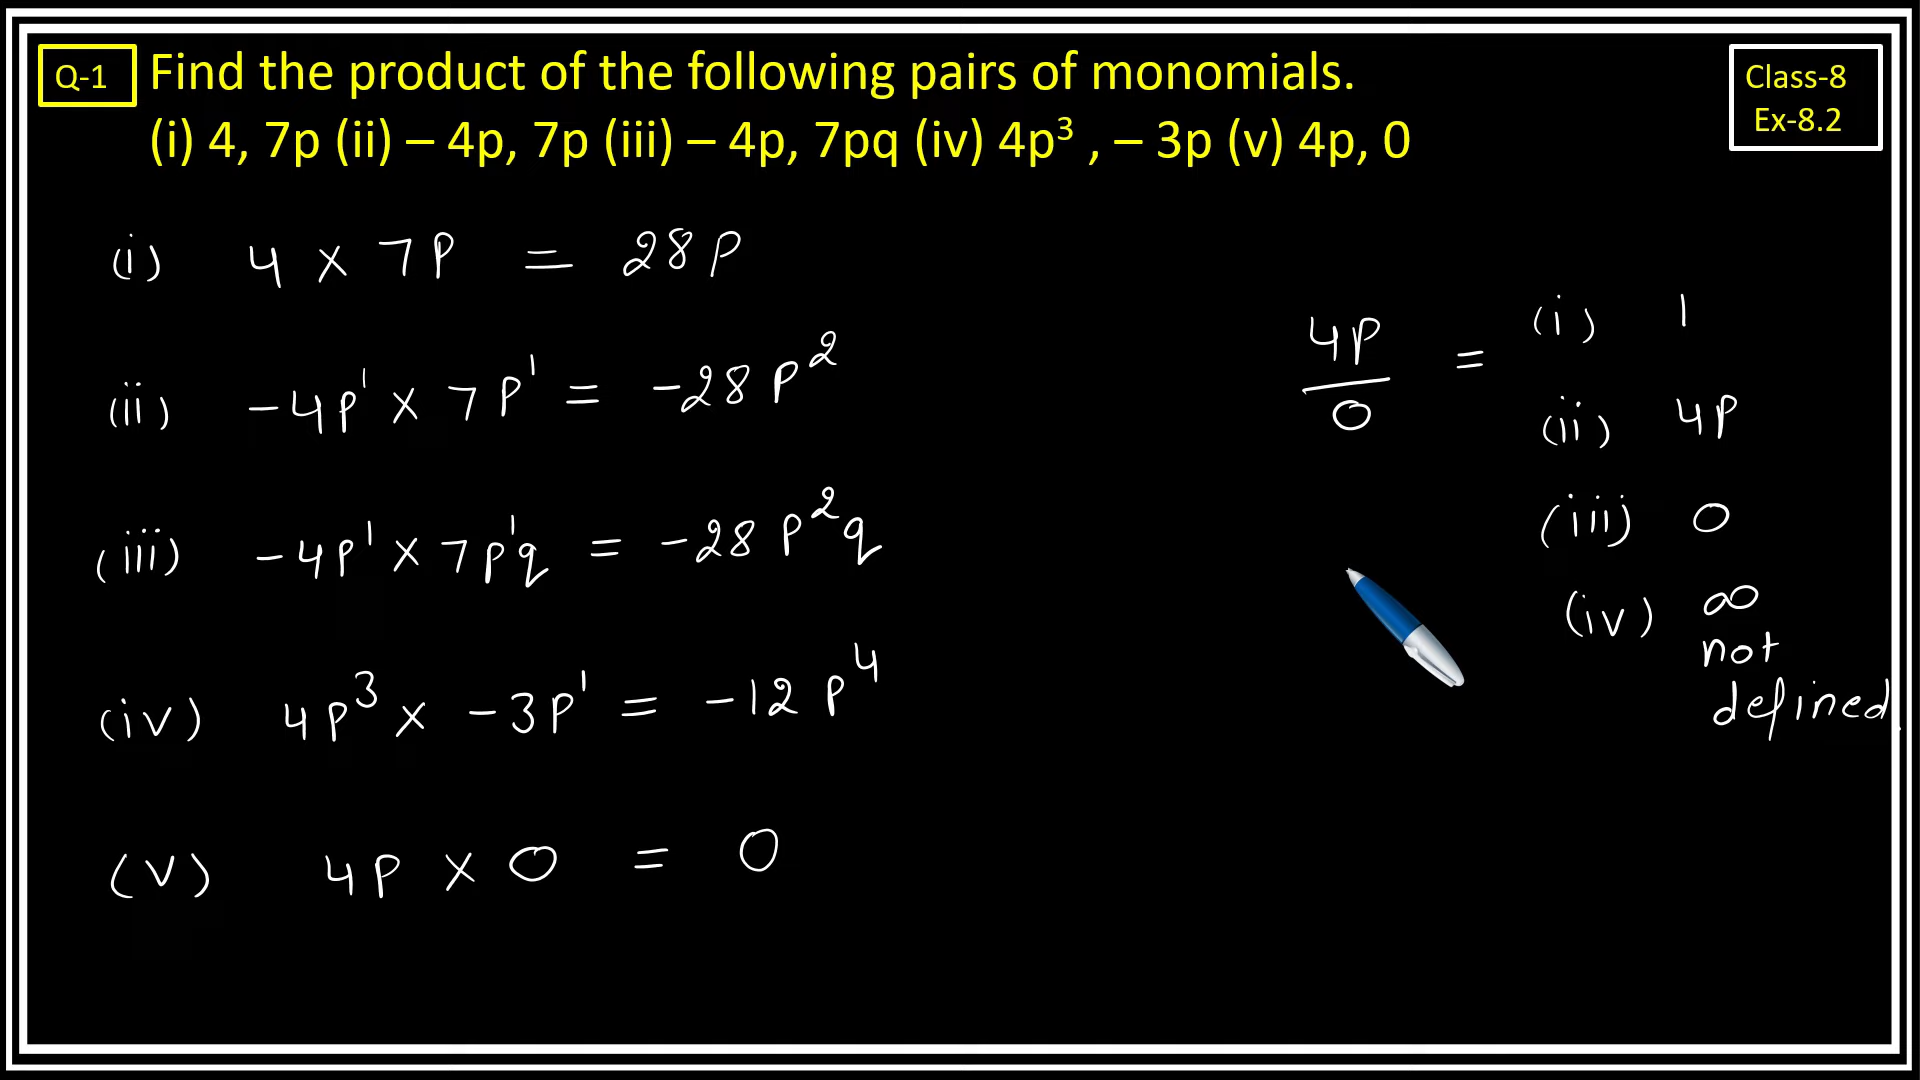 Q-1 Find the product of the following pairs of monomials.
(i) 4, 7p (ii) – 4p, 7p (iii) – 4p, 7pq (iv) 4p³ , – 3p (v) 4p, 0
Class-8
Ex-8.2
(i) 4 × 7p = 28p
(ii) -4p¹ × 7p¹ = -28p²
(iii) -4p¹ × 7p¹q = -28p²q
(iv) 4p³ × -3p¹ = -12p⁴
(v) 4p × 0 = 0
4p/0 =
(i) 1
(ii) 4p
(iii) 0
(iv) ∞
not
defined.